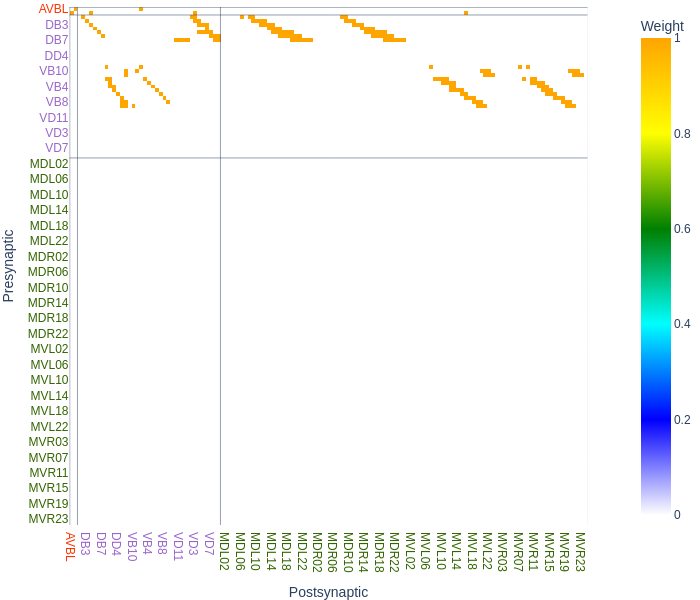 Weight
AVBL
DB3
DB7
DD4
VB10
VB4
VB8
VD11
VD3
VD7
MDL02
MDL06
MDL10
MDL14
MDL18
MDL22
MDR02
MDR06
MDR10
MDR14
MDR18
MDR22
MVL02
MVL06
MVL10
MVL14
MVL18
MVL22
MVR03
MVR07
MVR11
MVR15
MVR19
MVR23
Presynaptic
AVBL
DB3
DB7
DD4
VB10
VB4
VB8
VD11
VD3
VD7
MDL02
MDL06
MDL10
MDL14
MDL18
MDL22
MDR02
MDR06
MDR10
MDR14
MDR18
MDR22
MVL02
MVL06
MVL10
MVL14
MVL18
MVL22
MVR03
MVR07
MVR11
MVR15
MVR19
MVR23
Postsynaptic
1
0.8
0.6
0.4
0.2
0